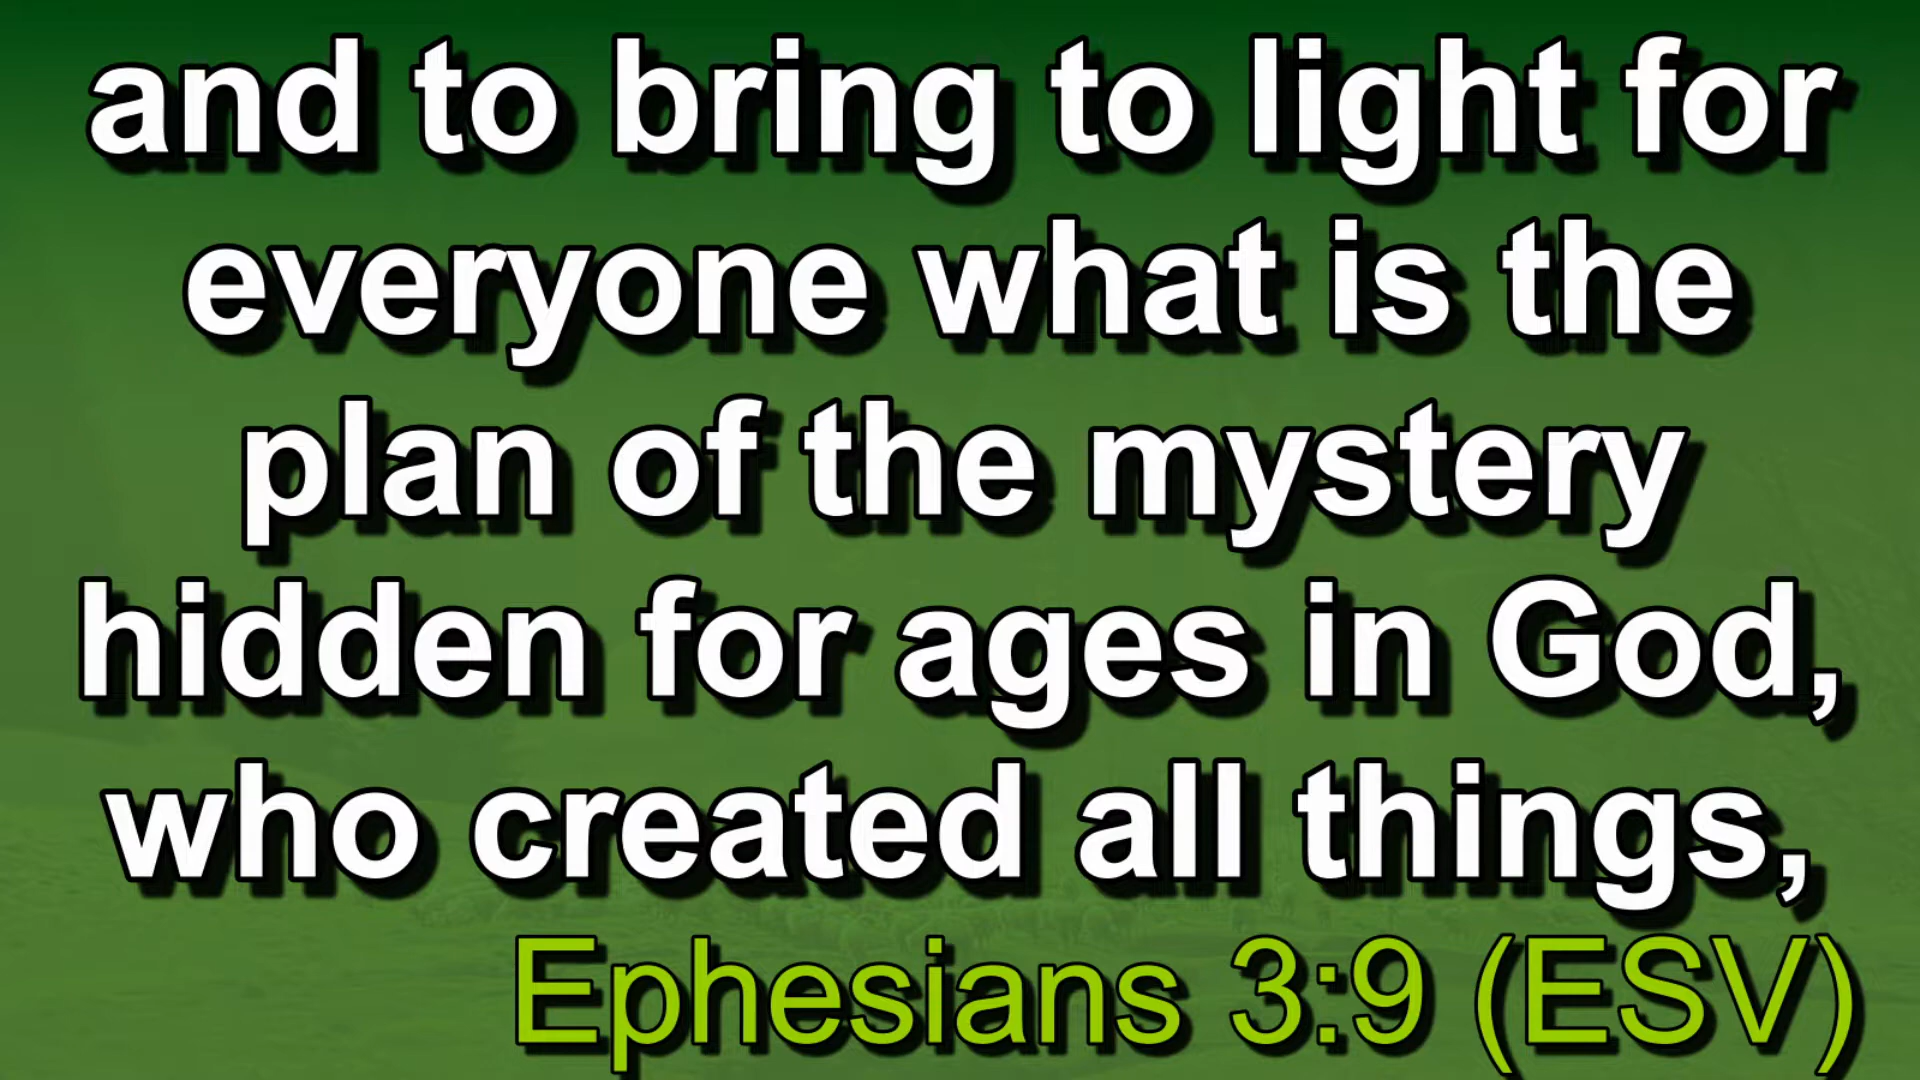 and to bring to light for
everyone what is the
plan of the mystery
hidden for ages in God,
who created all things,
Ephesians 3:9 (ESV)